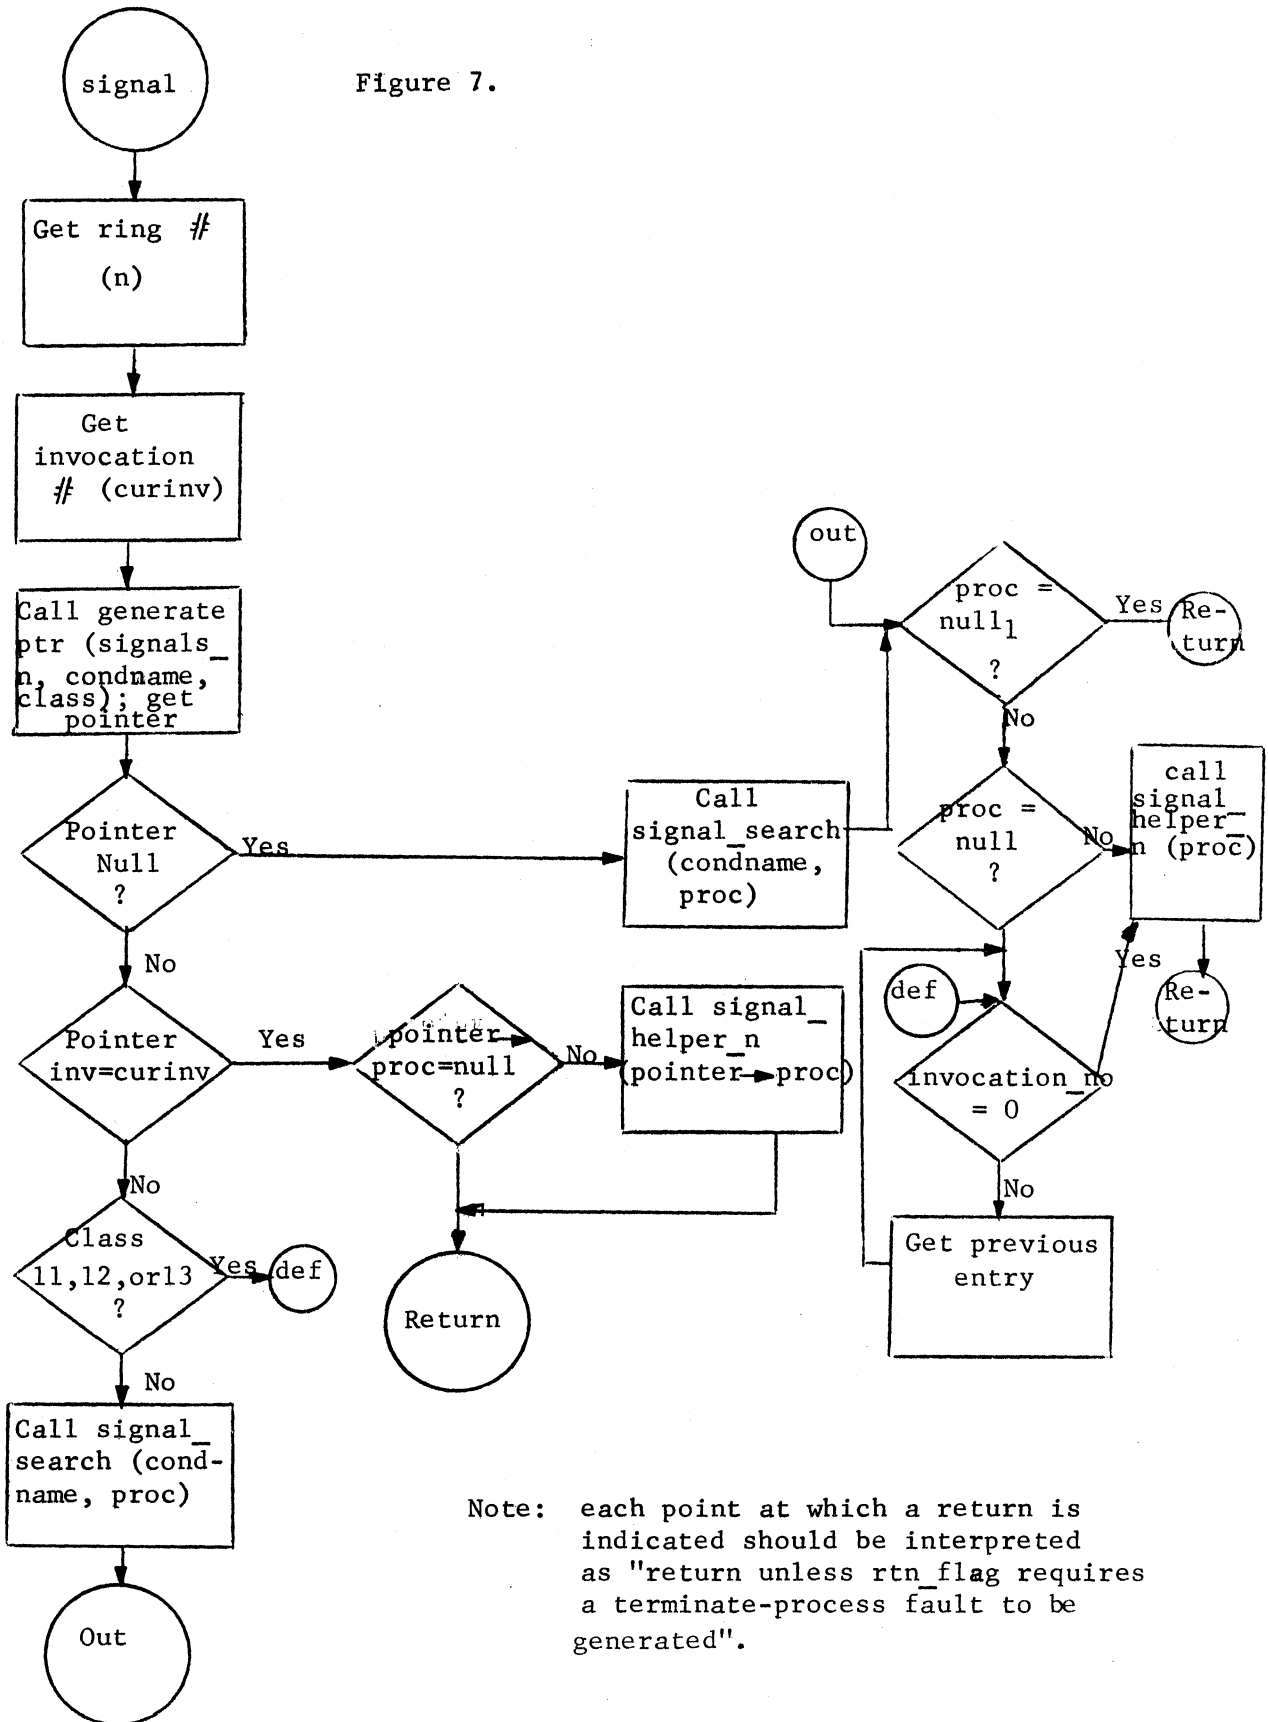 signal
Figure 7.
Get ring #
(n)
Get
invocation
# (curinv)
Call generate
ptr (signals_
n, condname,
class); get
pointer
Pointer
Null
?
Yes
No
Call
signal_search
(condname,
proc)
Pointer
inv=curinv
Yes
No
pointer→
proc=null
?
No
Call signal_
helper_n
(pointer→proc)
Return
Class
11,12,or13
?
Yes
def
No
Call signal_
search (cond-
name, proc)
Out
out
proc =
null1
?
Yes
Re-
turn
No
proc =
null
?
No
call
signal_
helper_
n (proc)
Yes
Re-
turn
def
invocation_no
= 0
No
Get previous
entry
Note: each point at which a return is
indicated should be interpreted
as "return unless rtn_flag requires
a terminate-process fault to be
generated".